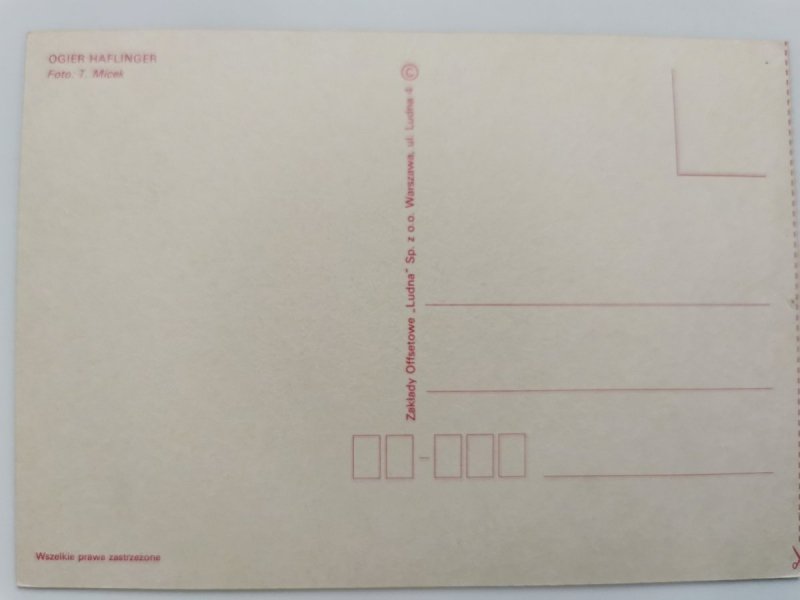 OGIER HAFLINGER
Foto: T. Micek
Zakłady Offsetowe „Ludna” Sp. z o.o. Warszawa, ul. Ludna 4 ©
–
Wszelkie prawa zastrzeżone